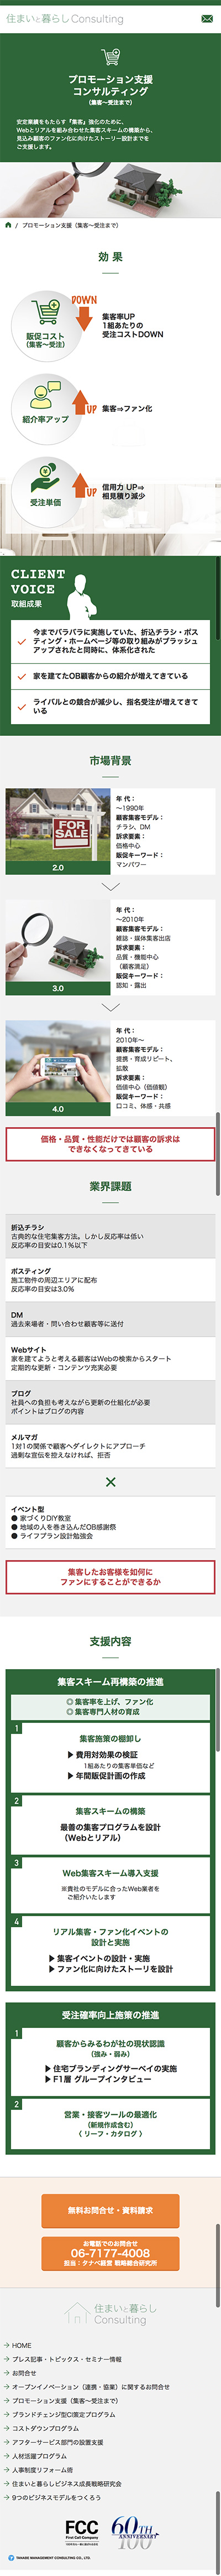 住まいと暮らし Consulting
プロモーション支援
コンサルティング
（集客〜受注まで）
安定業績をもたらす『集客』強化のために、
Webとリアルを組み合わせた集客スキームの構築から、
見込み顧客のファン化に向けたストーリー設計までを
ご支援します。
/ プロモーション支援（集客〜受注まで）
効 果
販促コスト
（集客〜受注）
DOWN
集客率UP
1組あたりの
受注コストDOWN
紹介率アップ
UP
集客⇒ファン化
受注単価
UP
信用力 UP⇒
相見積り減少
CLIENT
VOICE
取組成果
今までバラバラに実施していた、折込チラシ・ポス
ティング・ホームページ等の取り組みがブラッシュ
アップされたと同時に、体系化された
家を建てたOB顧客からの紹介が増えてきている
ライバルとの競合が減少し、指名受注が増えてきて
いる
市場背景
FOR
SALE
2.0
年 代：
〜1990年
顧客集客モデル：
チラシ、DM
訴求要素：
価格中心
販促キーワード：
マンパワー
3.0
年 代：
〜2010年
顧客集客モデル：
雑誌・媒体集客出店
訴求要素：
品質・機能中心
（顧客満足）
販促キーワード：
認知・露出
4.0
年 代：
2010年〜
顧客集客モデル：
提携・育成リピート、
拡散
訴求要素：
価値中心（価値観）
販促キーワード：
口コミ、体感・共感
価格・品質・性能だけでは顧客の訴求は
できなくなってきている
業界課題
折込チラシ
古典的な住宅集客方法。しかし反応率は低い
反応率の目安は0.1%以下
ポスティング
施工物件の周辺エリアに配布
反応率の目安は3.0%
DM
過去来場者・問い合わせ顧客等に送付
Webサイト
家を建てようと考える顧客はWebの検索からスタート
定期的な更新・コンテンツ充実必要
ブログ
社員への負担も考えながら更新の仕組化が必要
ポイントはブログの内容
メルマガ
1対1の関係で顧客へダイレクトにアプローチ
過剰な宣伝を控えなければ、拒否
イベント型
● 家づくりDIY教室
● 地域の人を巻き込んだOB感謝祭
● ライフプラン設計勉強会
集客したお客様を如何に
ファンにすることができるか
支援内容
集客スキーム再構築の推進
◎ 集客率を上げ、ファン化
◎ 集客専門人材の育成
1
集客施策の棚卸し
▶ 費用対効果の検証
1組あたりの集客単価など
▶ 年間販促計画の作成
2
集客スキームの構築
最善の集客プログラムを設計
（Webとリアル）
3
Web集客スキーム導入支援
※貴社のモデルに合ったWeb業者を
ご紹介いたします
4
リアル集客・ファン化イベントの
設計と実施
▶ 集客イベントの設計・実施
▶ ファン化に向けたストーリを設計
受注確率向上施策の推進
1
顧客からみるわが社の現状認識
（強み・弱み）
▶ 住宅ブランディングサーベイの実施
▶ F1層 グループインタビュー
2
営業・接客ツールの最適化
（新規作成含む）
〈 リーフ・カタログ 〉
無料お問合せ・資料請求
お電話でのお問合せ
06-7177-4008
担当：タナベ経営 戦略総合研究所
住まいと暮らし
Consulting
HOME
プレス記事・トピックス・セミナー情報
お問合せ
オープンイノベーション（連携・協業）に関するお問合せ
プロモーション支援（集客〜受注まで）
ブランドチェンジ型CI策定プログラム
コストダウンプログラム
アフターサービス部門の設置支援
人材活躍プログラム
人事制度リフォーム術
住まいと暮らしビジネス成長戦略研究会
9つのビジネスモデルをつくろう
FCC
First Call Company
60th
ANNIVERSARY
100
TANABE MANAGEMENT CONSULTING CO., LTD.